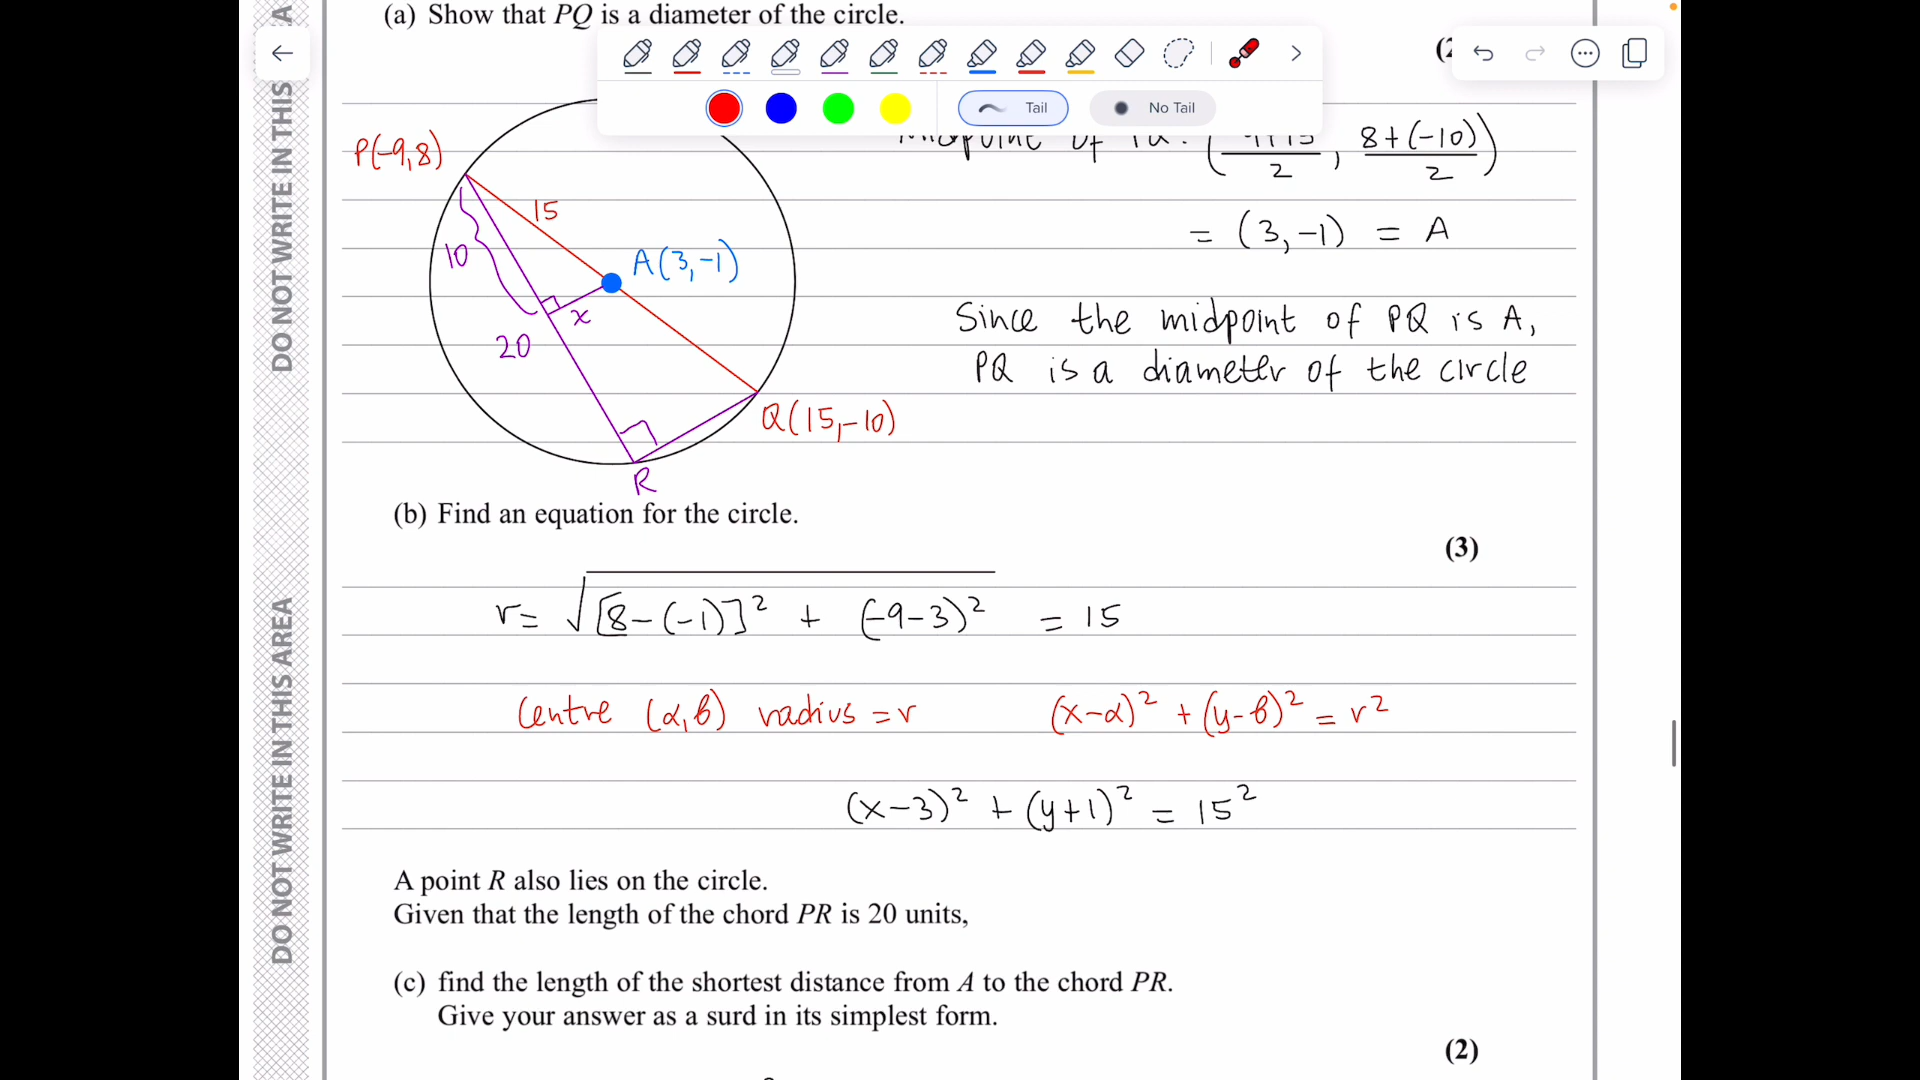 (a) Show that PQ is a diameter of the circle.
Tail
No Tail
DO NOT WRITE IN THIS A
P(-9,8)
15
10
A(3,-1)
x
20
Q(15,-10)
R
8+(-10)
2 , 2
= (3,-1) = A
Since the midpoint of PQ is A,
PQ is a diameter of the circle
(b) Find an equation for the circle.
(3)
r= √[8-(-1)]² + (-9-3)² = 15
Centre (α,β) radius = r (x-α)² + (y-β)² = r²
(x-3)² + (y+1)² = 15²
DO NOT WRITE IN THIS AREA
A point R also lies on the circle.
Given that the length of the chord PR is 20 units,
(c) find the length of the shortest distance from A to the chord PR.
Give your answer as a surd in its simplest form.
(2)